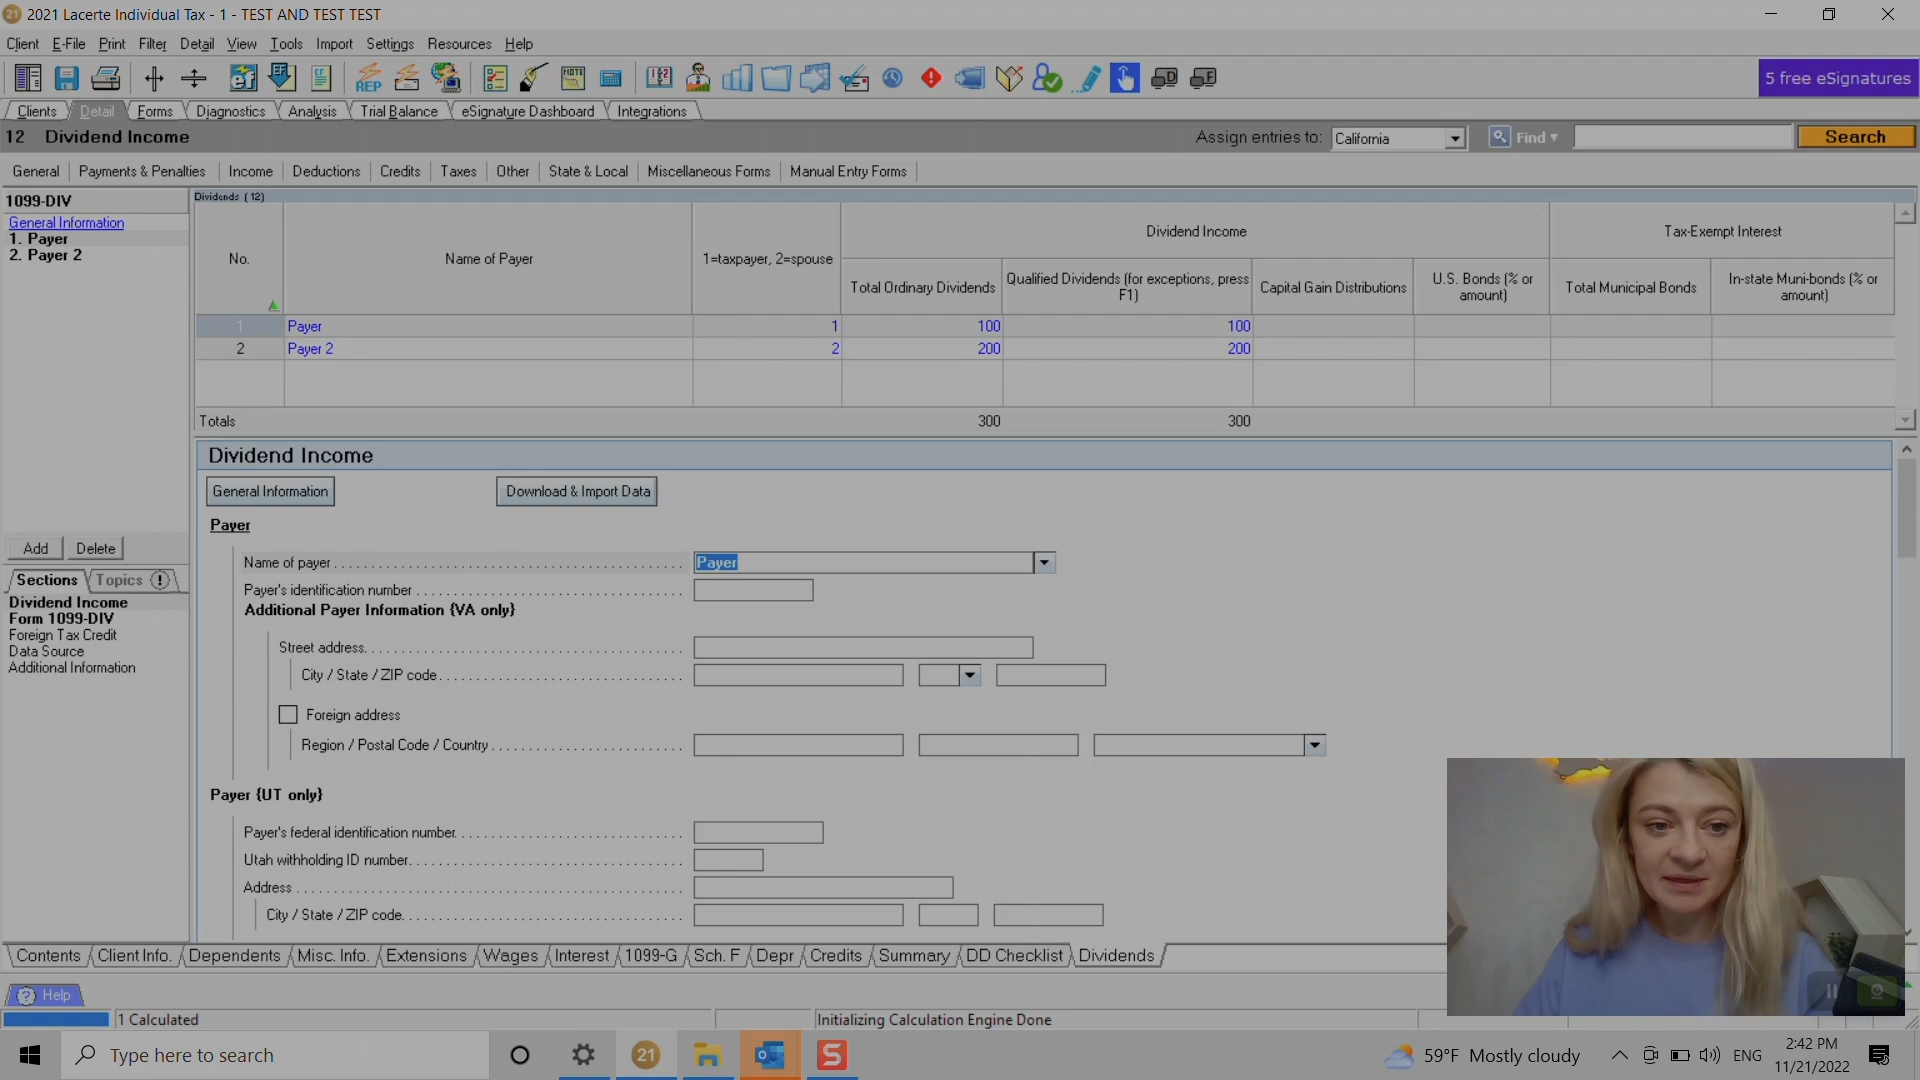 21 2021 Lacerte Individual Tax - 1 - TEST AND TEST TEST
Client E-File Print Filter Detail View Tools Import Settings Resources Help
EF REP NOTE D F 5 free eSignatures
Clients Detail Forms Diagnostics Analysis Trial Balance eSignature Dashboard Integrations
12 Dividend Income Assign entries to: California Find Search
General Payments & Penalties Income Deductions Credits Taxes Other State & Local Miscellaneous Forms Manual Entry Forms
1099-DIV
General Information
1. Payer
2. Payer 2
Add Delete
Sections Topics
Dividend Income
Form 1099-DIV
Foreign Tax Credit
Data Source
Additional Information
Dividends (12)
Dividend Income Tax-Exempt Interest
No. Name of Payer 1=taxpayer, 2=spouse Total Ordinary Dividends Qualified Dividends (for exceptions, press F1) Capital Gain Distributions U.S. Bonds (% or amount) Total Municipal Bonds In-state Muni-bonds (% or amount)
1 Payer 1 100 100
2 Payer 2 2 200 200
Totals 300 300
Dividend Income
General Information Download & Import Data
Payer
Name of payer Payer
Payer's identification number
Additional Payer Information {VA only}
Street address
City / State / ZIP code
Foreign address
Region / Postal Code / Country
Payer {UT only}
Payer's federal identification number
Utah withholding ID number
Address
City / State / ZIP code
Contents Client Info. Dependents Misc. Info. Extensions Wages Interest 1099-G Sch. F Depr Credits Summary DD Checklist Dividends
? Help
1 Calculated Initializing Calculation Engine Done
Type here to search 21 S 59°F Mostly cloudy ENG 2:42 PM
11/21/2022